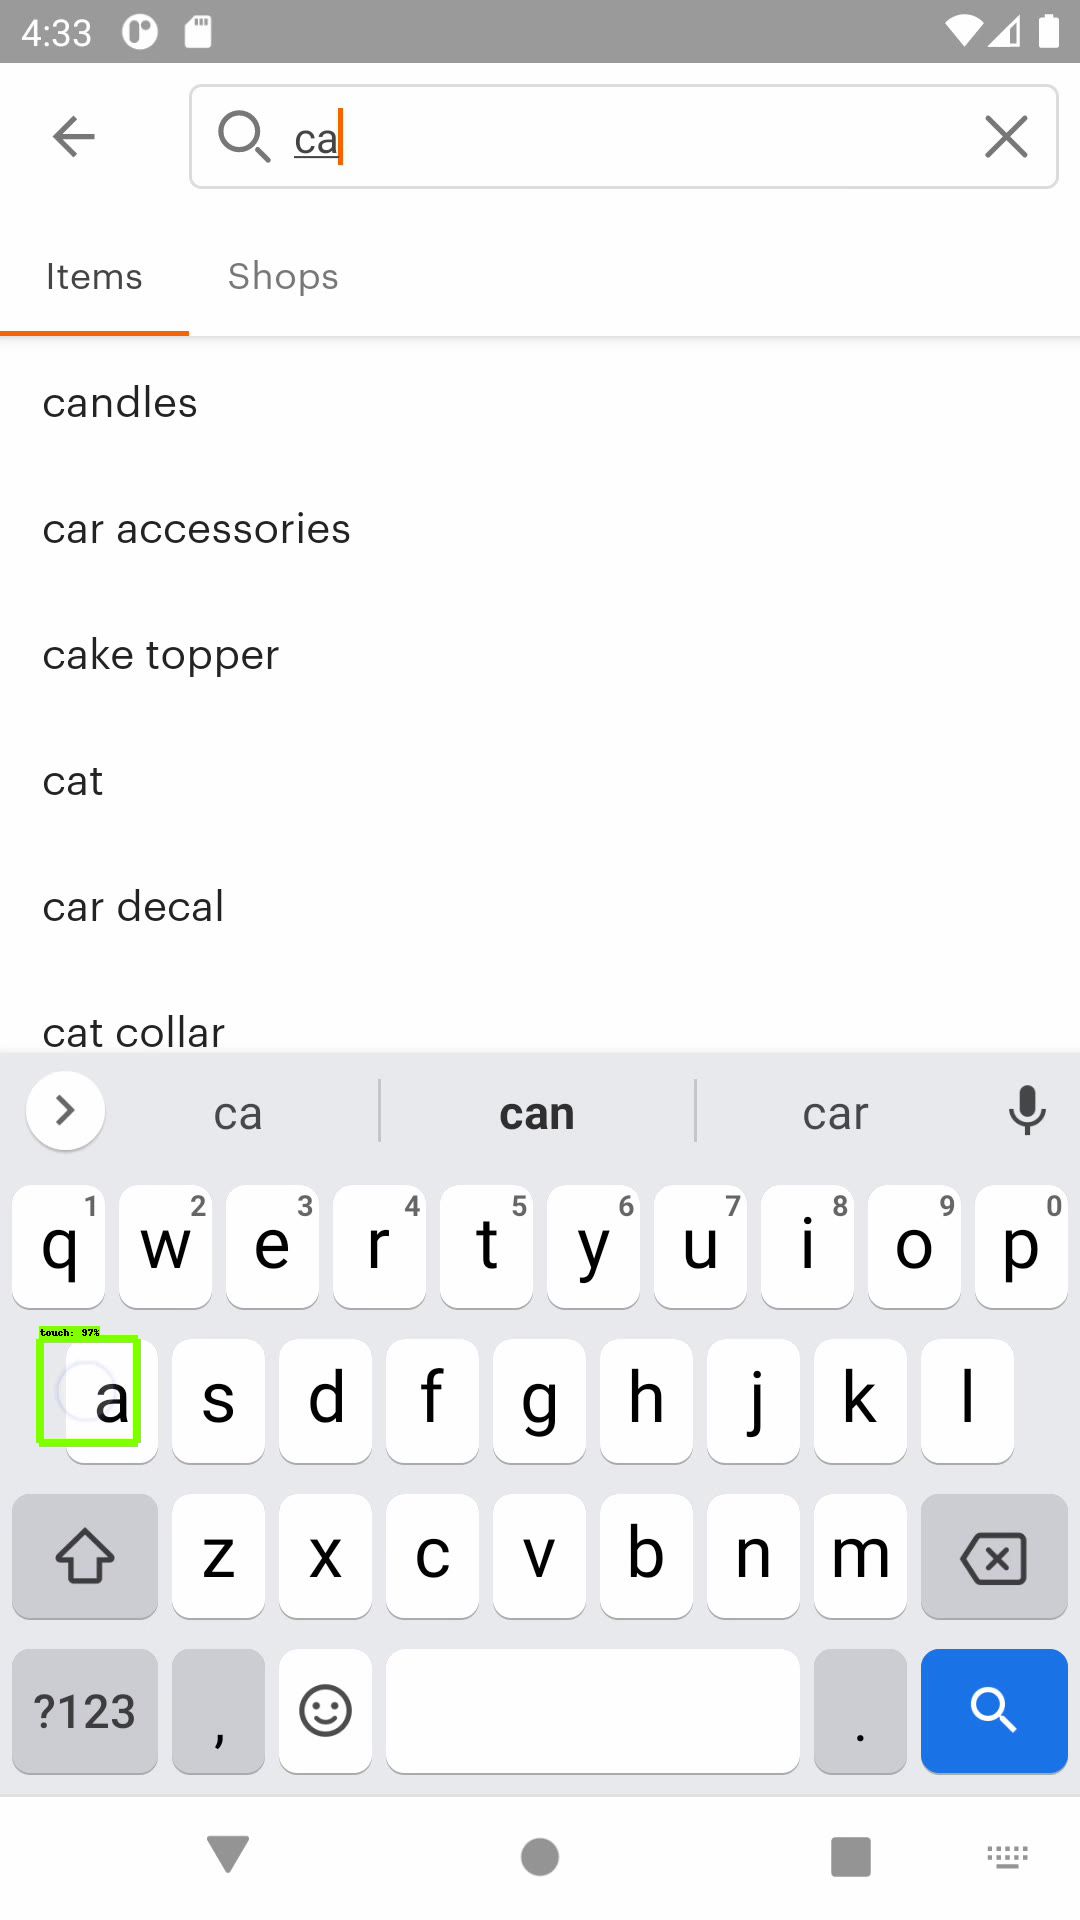 4:33
ca
Items Shops
candles
car accessories
cake topper
cat
car decal
cat collar
ca can car
1 2 3 4 5 6 7 8 9 0
q w e r t y u i o p
touch: 97%
a s d f g h j k l
z x c v b n m
?123 , .